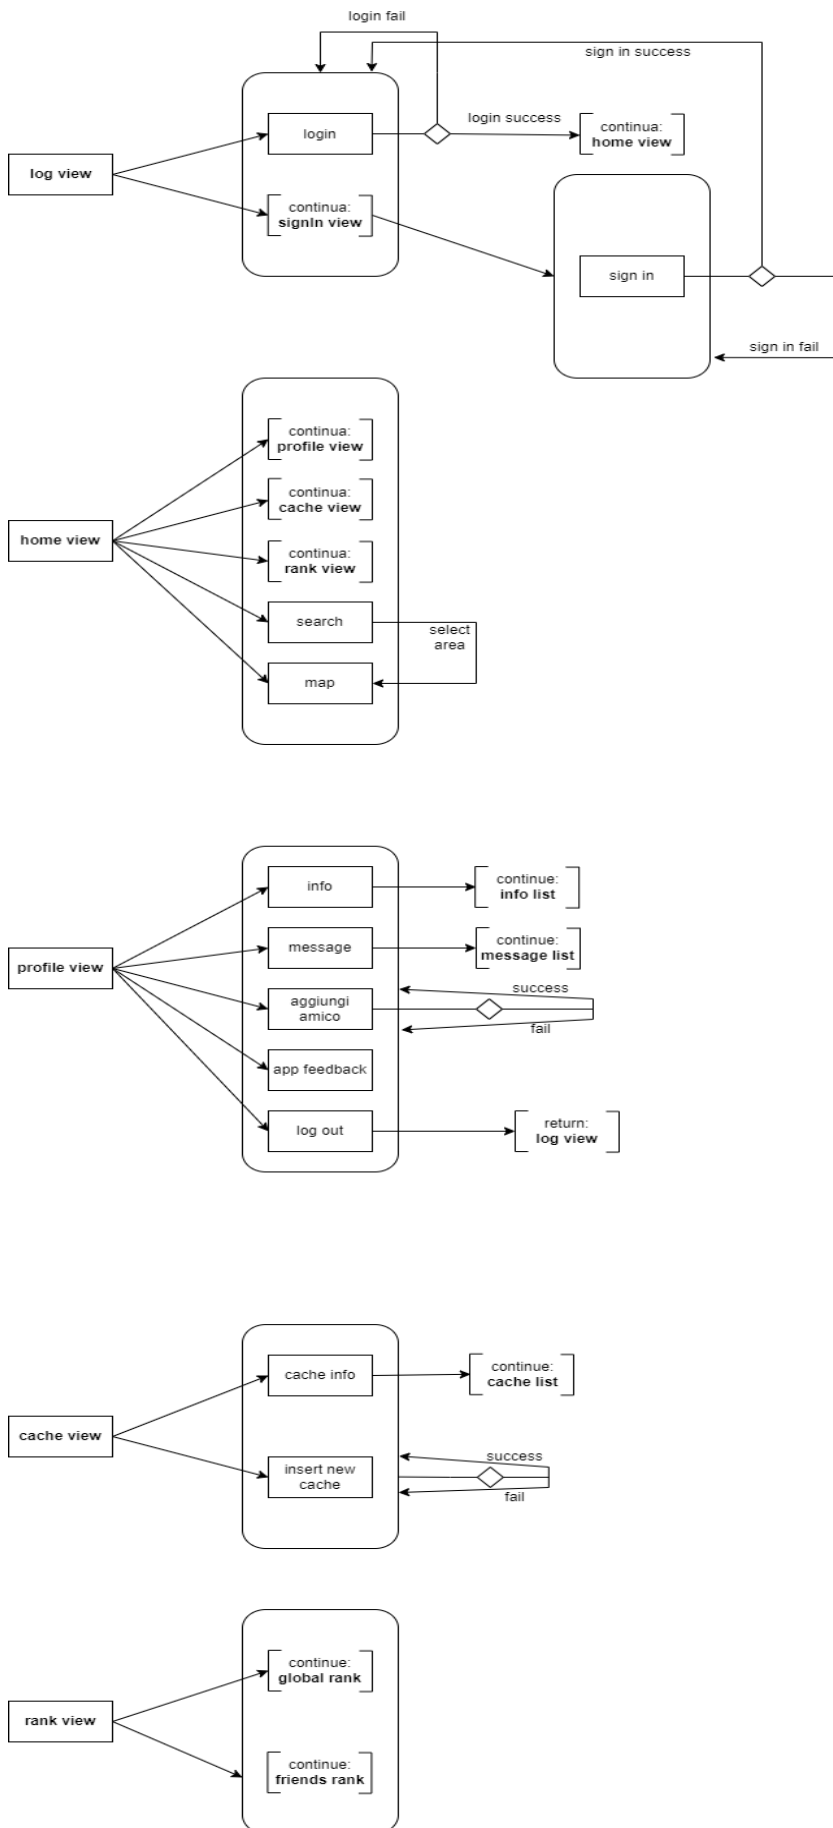 login fail
sign in success
login
login success
continua:
home view
log view
continua:
signIn view
sign in
sign in fail
continua:
profile view
continua:
cache view
home view
continua:
rank view
search
select
area
map
info
continue:
info list
message
continue:
message list
profile view
aggiungi
amico
success
fail
app feedback
log out
return:
log view
cache info
continue:
cache list
cache view
insert new
cache
success
fail
continue:
global rank
rank view
continue:
friends rank